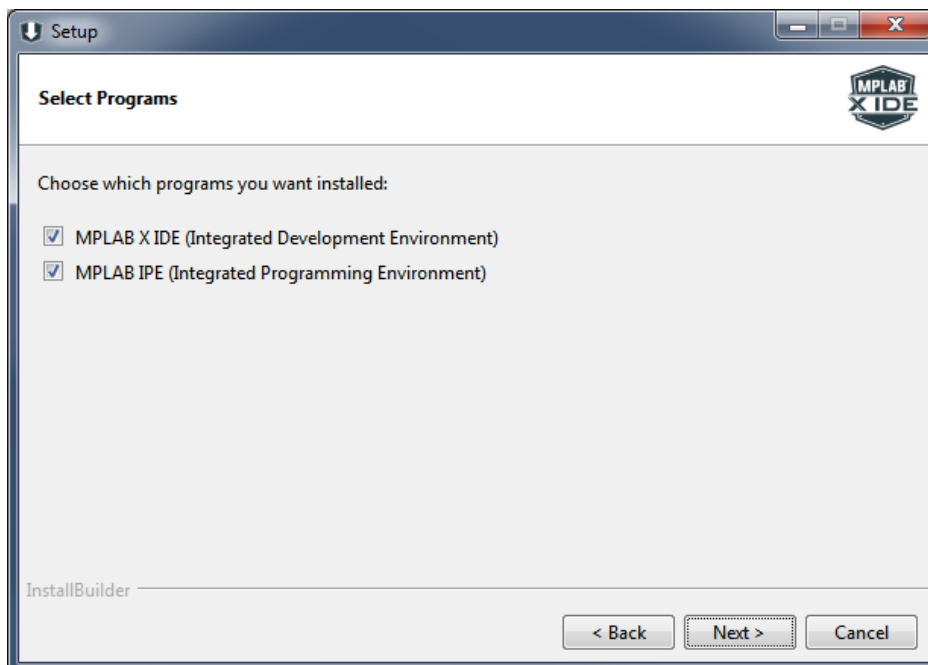 Setup
Select Programs
MPLAB
X IDE
Choose which programs you want installed:
MPLAB X IDE (Integrated Development Environment)
MPLAB IPE (Integrated Programming Environment)
InstallBuilder
< Back
Next >
Cancel